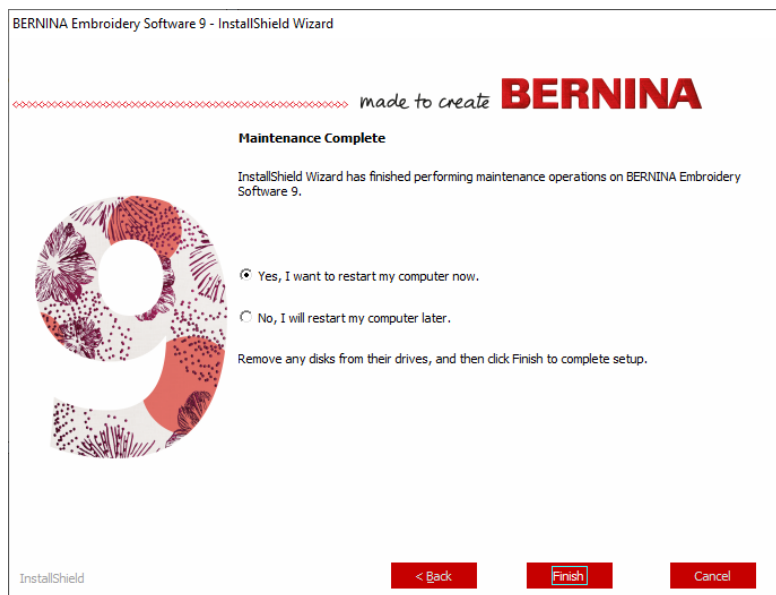 BERNINA Embroidery Software 9 - InstallShield Wizard
made to create BERNINA
Maintenance Complete
InstallShield Wizard has finished performing maintenance operations on BERNINA Embroidery
Software 9.
9
Yes, I want to restart my computer now.
No, I will restart my computer later.
Remove any disks from their drives, and then click Finish to complete setup.
InstallShield
< Back
Finish
Cancel